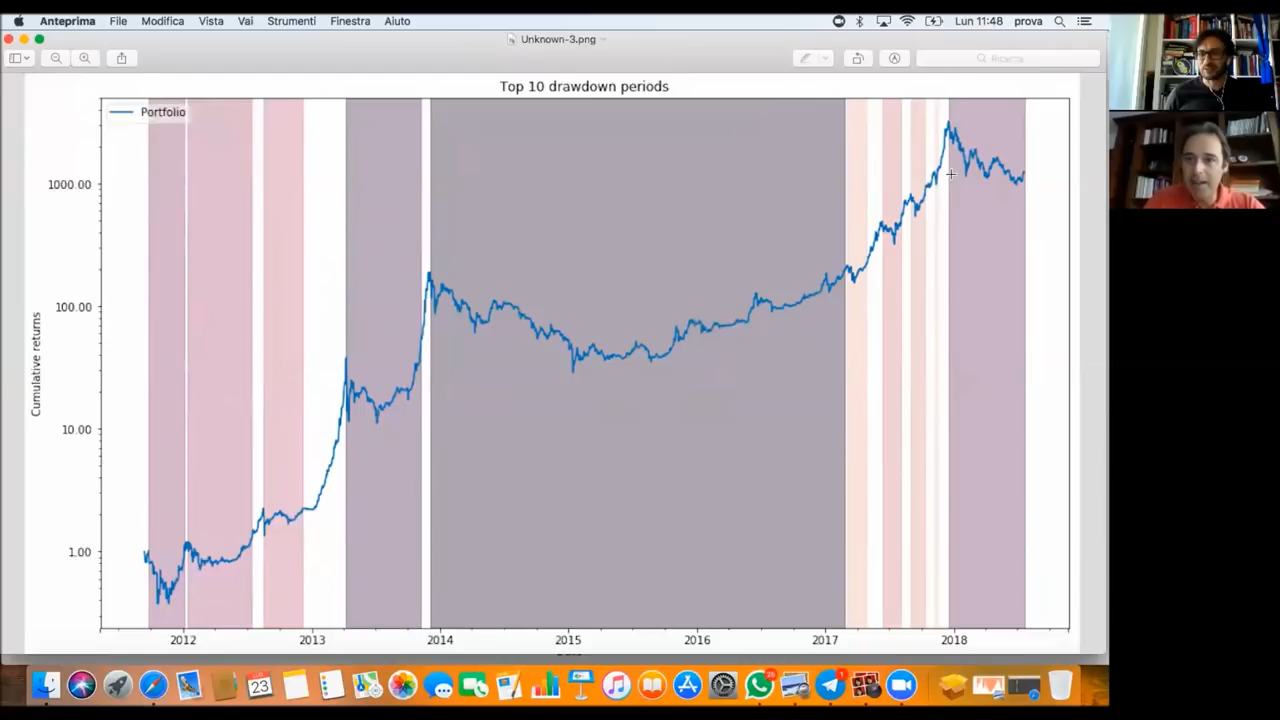 Anteprima File Modifica Vista Vai Strumenti Finestra Aiuto Lun 11:48 prova
Unknown-3.png
Ricerca
Top 10 drawdown periods
Portfolio
1000.00
100.00
10.00
1.00
Cumulative returns
2012 2013 2014 2015 2016 2017 2018
23